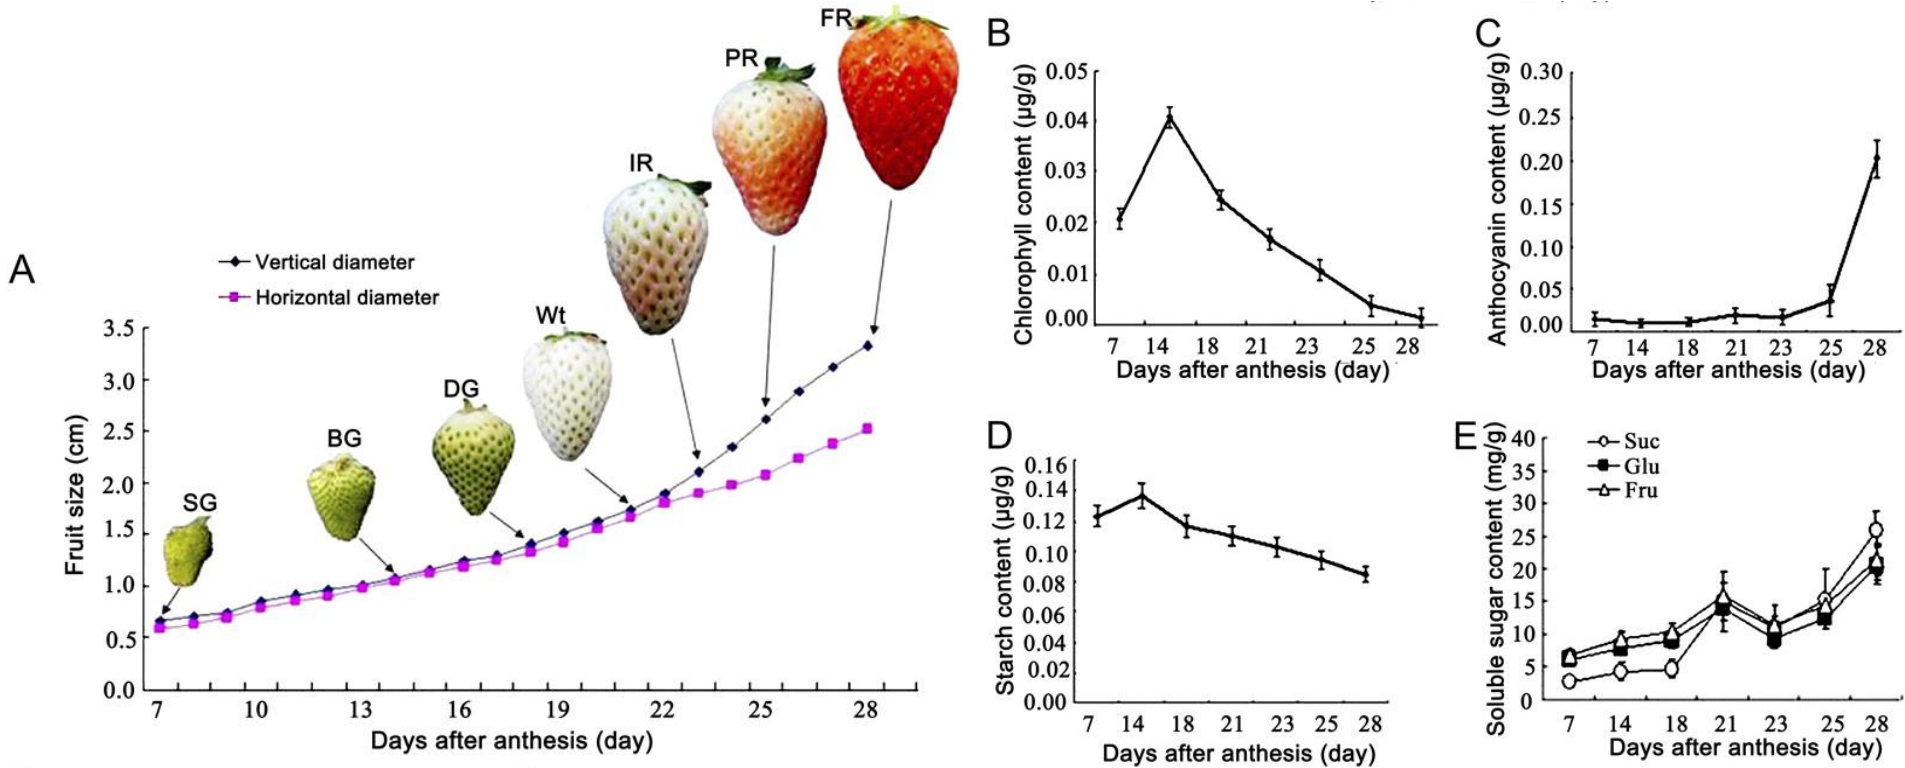 A
Vertical diameter
Horizontal diameter
SG
BG
DG
Wt
IR
PR
FR
Fruit size (cm)
3.5
3.0
2.5
2.0
1.5
1.0
0.5
0.0
7 10 13 16 19 22 25 28
Days after anthesis (day)
B
Chlorophyll content (μg/g)
0.05
0.04
0.03
0.02
0.01
0.00
7 14 18 21 23 25 28
Days after anthesis (day)
C
Anthocyanin content (μg/g)
0.30
0.25
0.20
0.15
0.10
0.05
0.00
7 14 18 21 23 25 28
Days after anthesis (day)
D
Starch content (μg/g)
0.16
0.14
0.12
0.10
0.08
0.06
0.04
0.02
0.00
7 14 18 21 23 25 28
Days after anthesis (day)
E
Soluble sugar content (mg/g)
Suc
Glu
Fru
40
35
30
25
20
15
10
5
0
7 14 18 21 23 25 28
Days after anthesis (day)